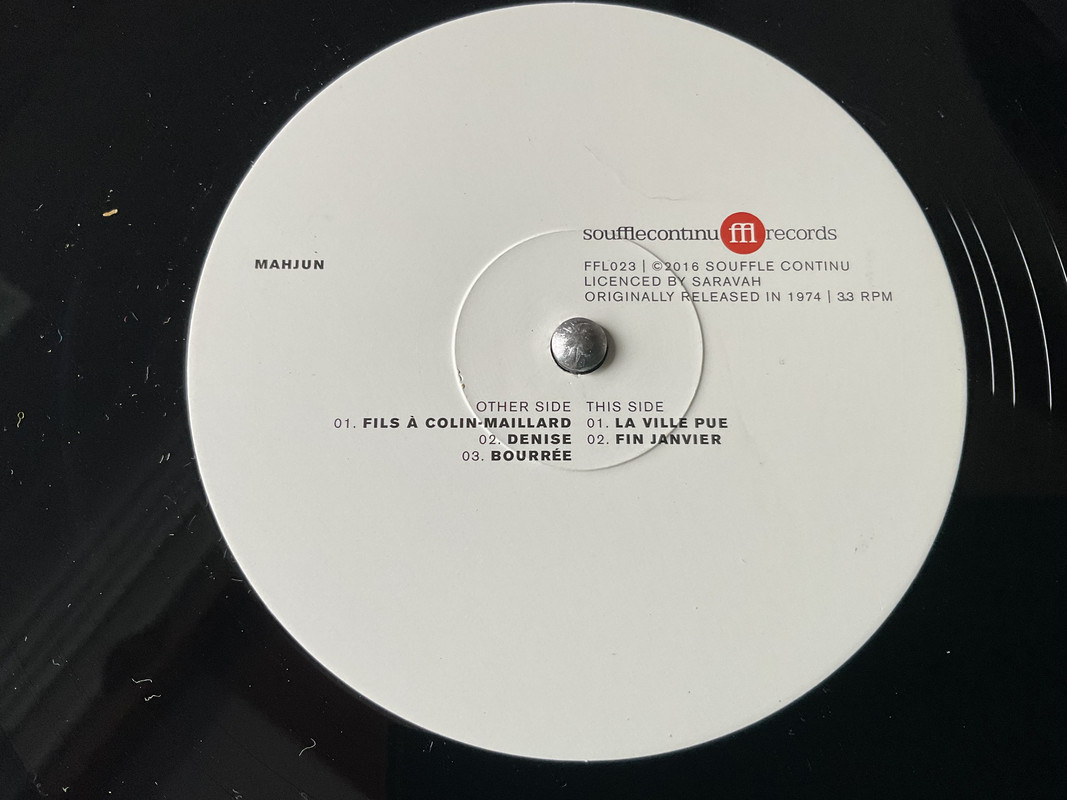 soufflecontinu ffl records
MAHJUN
FFL023 | ©2016 SOUFFLE CONTINU
LICENCED BY SARAVAH
ORIGINALLY RELEASED IN 1974 | 33 RPM
OTHER SIDE
01. FILS À COLIN-MAILLARD
02. DENISE
03. BOURRÉE
THIS SIDE
01. LA VILLE PUE
02. FIN JANVIER